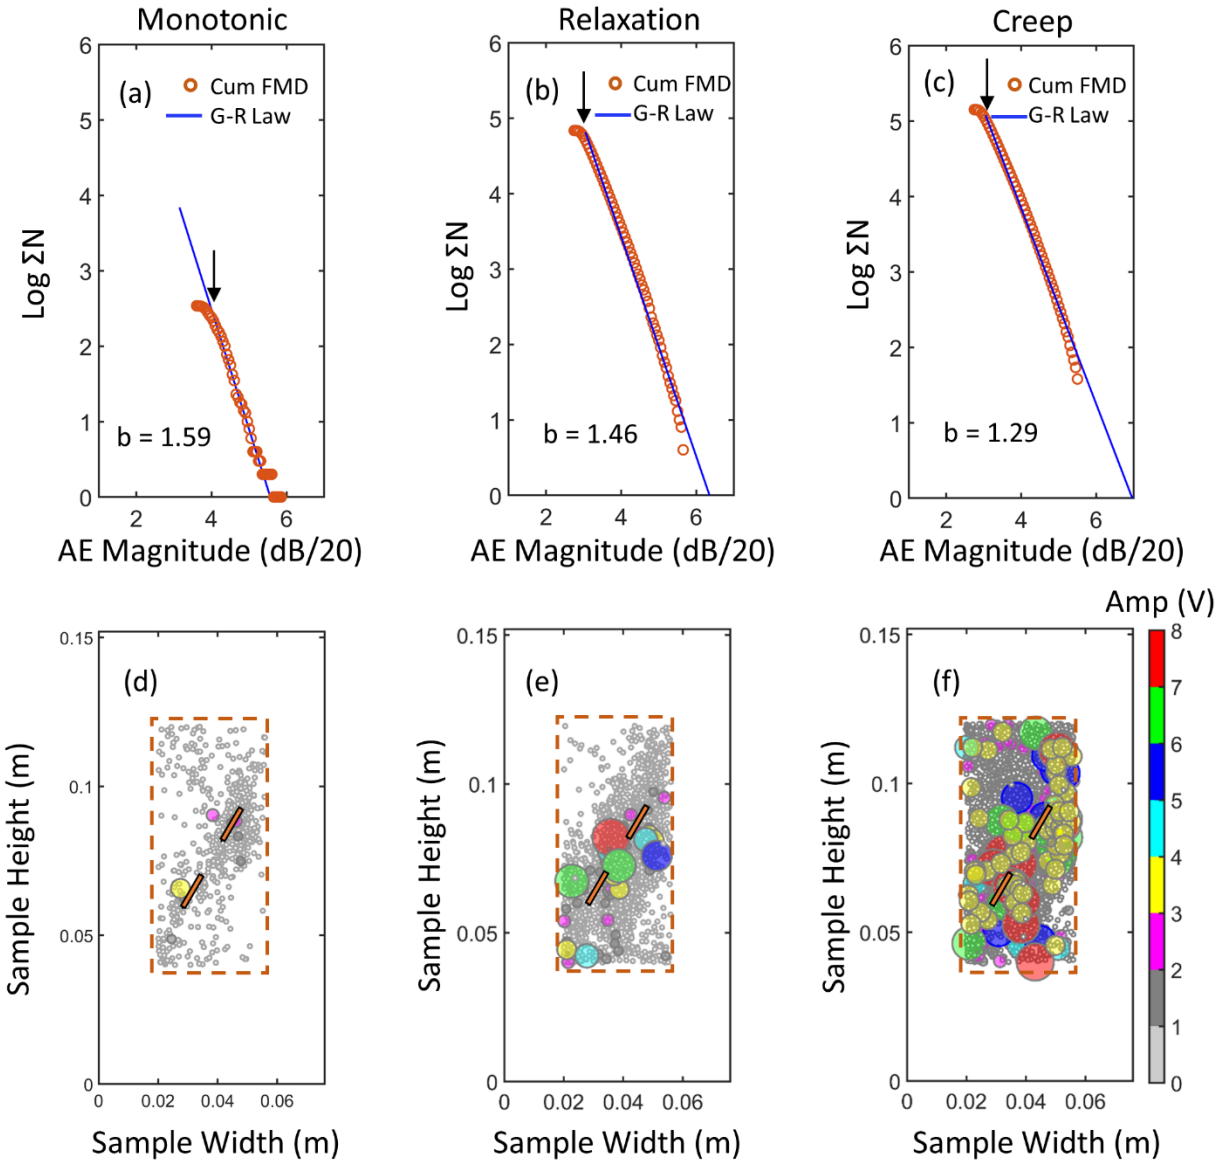 Monotonic
Relaxation
Creep
6
5
4
3
2
1
0
2
4
6
Log ΣN
AE Magnitude (dB/20)
(a)
Cum FMD
G-R Law
b = 1.59
6
5
4
3
2
1
0
2
4
6
Log ΣN
AE Magnitude (dB/20)
(b)
Cum FMD
G-R Law
b = 1.46
6
5
4
3
2
1
0
2
4
6
Log ΣN
AE Magnitude (dB/20)
(c)
Cum FMD
G-R Law
b = 1.29
0.15
0.1
0.05
0
0
0.02
0.04
0.06
Sample Height (m)
Sample Width (m)
(d)
0.15
0.1
0.05
0
0
0.02
0.04
0.06
Sample Height (m)
Sample Width (m)
(e)
0.15
0.1
0.05
0
0
0.02
0.04
0.06
Sample Height (m)
Sample Width (m)
(f)
Amp (V)
8
7
6
5
4
3
2
1
0